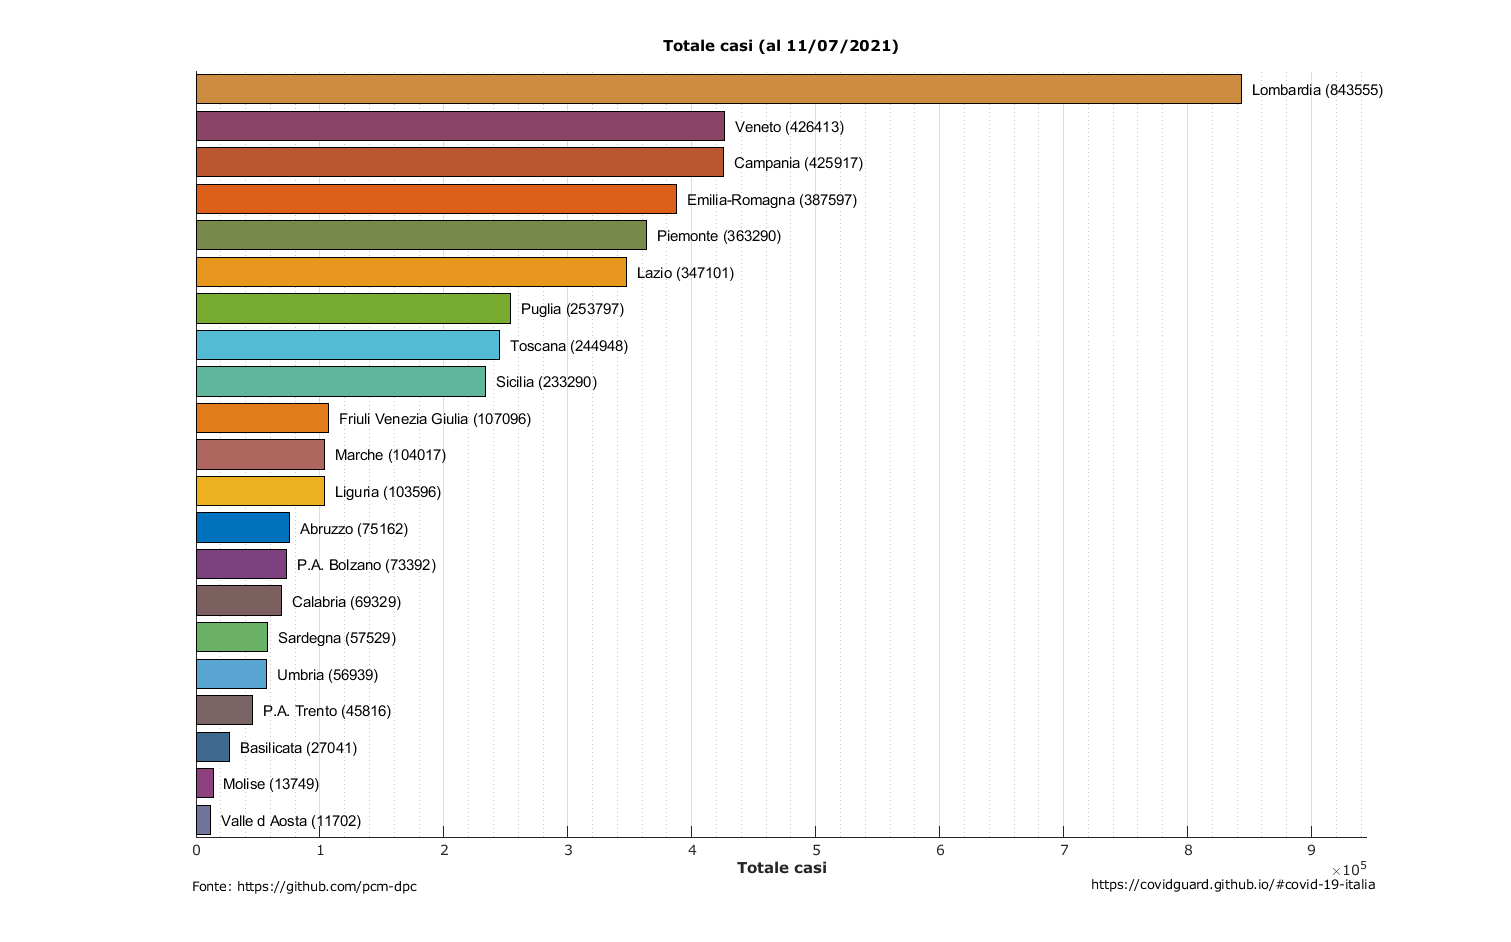 Totale casi (al 11/07/2021)
Lombardia (843555)
Veneto (426413)
Campania (425917)
Emilia-Romagna (387597)
Piemonte (363290)
Lazio (347101)
Puglia (253797)
Toscana (244948)
Sicilia (233290)
Friuli Venezia Giulia (107096)
Marche (104017)
Liguria (103596)
Abruzzo (75162)
P.A. Bolzano (73392)
Calabria (69329)
Sardegna (57529)
Umbria (56939)
P.A. Trento (45816)
Basilicata (27041)
Molise (13749)
Valle d Aosta (11702)
0 1 2 3 4 5 6 7 8 9
Totale casi
×10⁵
Fonte: https://github.com/pcm-dpc
https://covidguard.github.io/#covid-19-italia